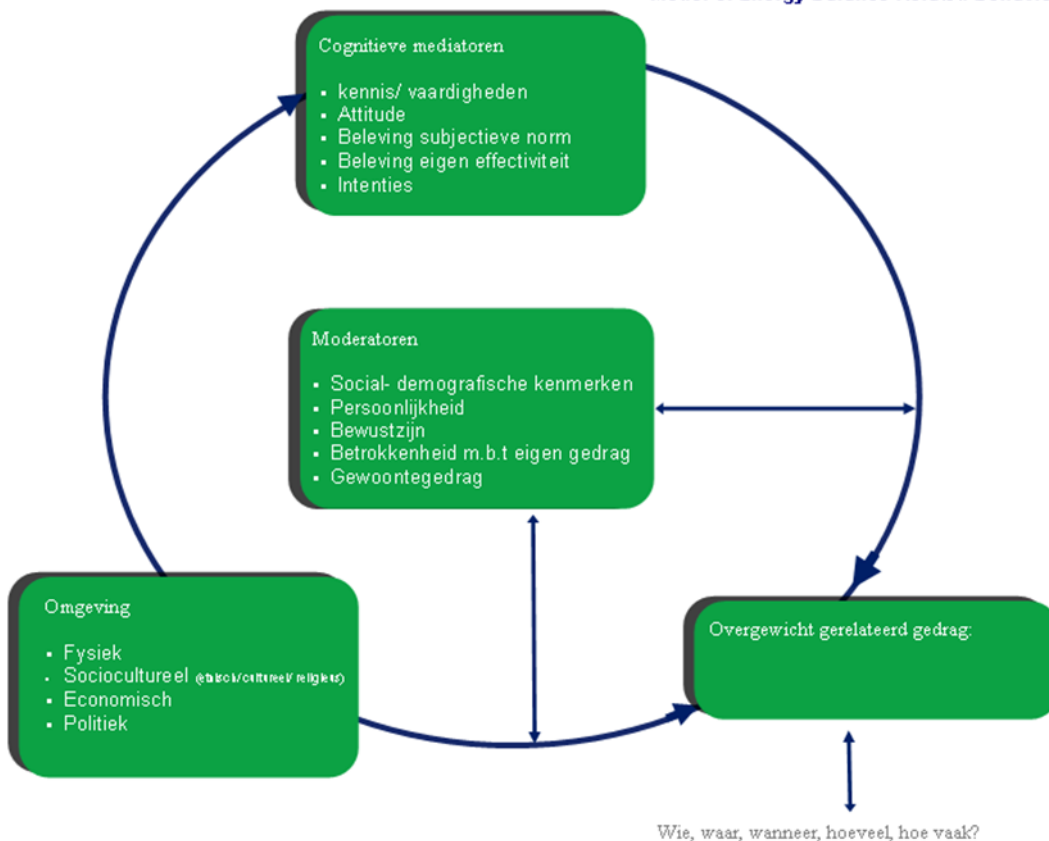 Cognitieve mediatoren
▪ kennis/ vaardigheden
▪ Attitude
▪ Beleving subjectieve norm
▪ Beleving eigen effectiviteit
▪ Intenties
Moderatoren
▪ Social- demografische kenmerken
▪ Persoonlijkheid
▪ Bewustzijn
▪ Betrokkenheid m.b.t eigen gedrag
▪ Gewoontegedrag
Omgeving
▪ Fysiek
▪ Sociocultureel
▪ Economisch
▪ Politiek
Overgewicht gerelateerd gedrag:
Wie, waar, wanneer, hoeveel, hoe vaak?